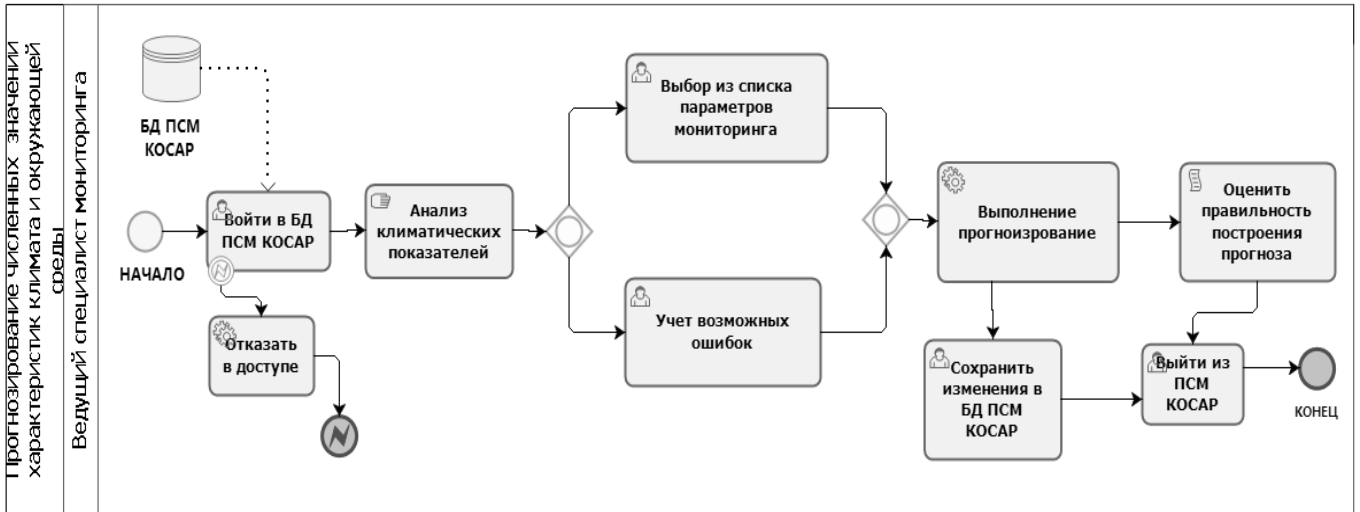 Прогнозирование численных значении
характеристик климата и окружающей
среды
Ведущий специалист мониторинга
БД ПСМ
КОСАР
НАЧАЛО
Войти в БД
ПСМ КОСАР
Отказать
в доступе
Анализ
климатических
показателей
Выбор из списка
параметров
мониторинга
Учет возможных
ошибок
Выполнение
прогноизрование
Сохранить
изменения в
БД ПСМ
КОСАР
Оценить
правильность
построения
прогноза
Выйти из
ПСМ
КОСАР
КОНЕЦ